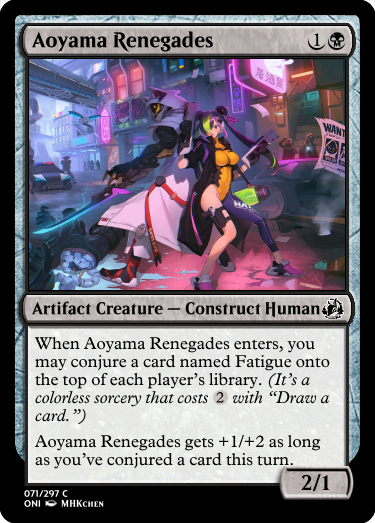 Aoyama Renegades 1
WANT
When Aoyama Renegades enters, you
may conjure a card named Fatigue onto
the top of each player's library. (It's a
colorless sorcery that costs 2 with “Draw a
card.”)
Aoyama Renegades gets +1/+2 as long
as you've conjured a card this turn.
Artifact Creature — Construct Human
2/1
071/297 C
ONI MHKCHEN